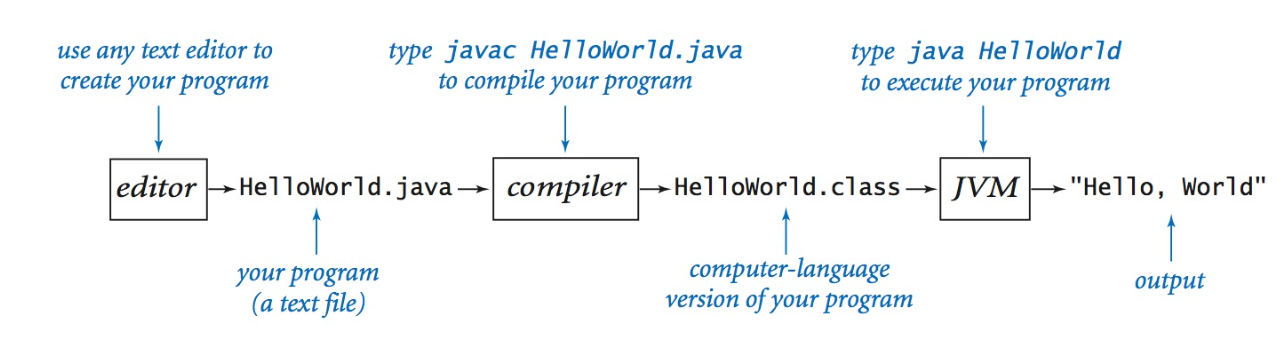 use any text editor to
create your program
type javac HelloWorld.java
to compile your program
type java HelloWorld
to execute your program
editor
HelloWorld.java
compiler
HelloWorld.class
JVM
"Hello, World"
your program
(a text file)
computer-language
version of your program
output